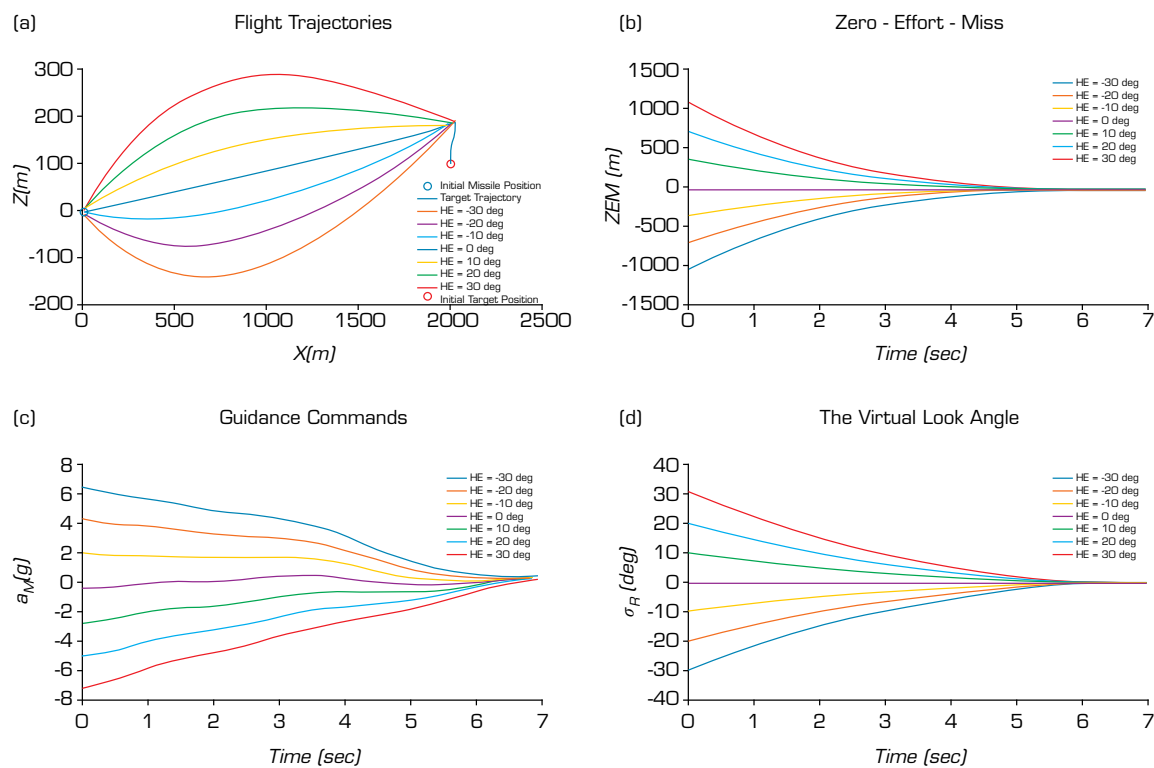 (a) Flight Trajectories
300
200
100
0
-100
-200
Z(m)
0 500 1000 1500 2000 2500
X(m)
Initial Missile Position
Target Trajectory
HE = -30 deg
HE = -20 deg
HE = -10 deg
HE = 0 deg
HE = 10 deg
HE = 20 deg
HE = 30 deg
Initial Target Position
(b) Zero - Effort - Miss
1500
1000
500
0
-500
-1000
-1500
ZEM (m)
0 1 2 3 4 5 6 7
Time (sec)
HE = -30 deg
HE = -20 deg
HE = -10 deg
HE = 0 deg
HE = 10 deg
HE = 20 deg
HE = 30 deg
(c) Guidance Commands
8
6
4
2
0
-2
-4
-6
-8
a_M(g)
0 1 2 3 4 5 6 7
Time (sec)
HE = -30 deg
HE = -20 deg
HE = -10 deg
HE = 0 deg
HE = 10 deg
HE = 20 deg
HE = 30 deg
(d) The Virtual Look Angle
40
30
20
10
0
-10
-20
-30
-40
σ_R (deg)
0 1 2 3 4 5 6 7
Time (sec)
HE = -30 deg
HE = -20 deg
HE = -10 deg
HE = 0 deg
HE = 10 deg
HE = 20 deg
HE = 30 deg